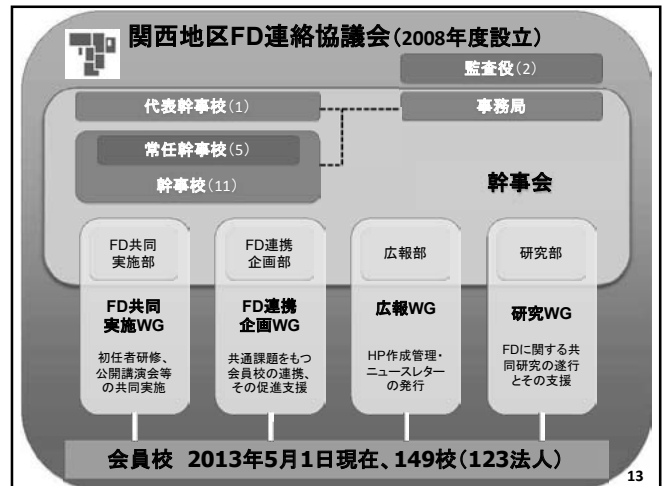 関西地区FD連絡協議会(2008年度設立)
監査役(2)
代表幹事校(1)
事務局
常任幹事校(5)
幹事校(11)
幹事会
FD共同
実施部
FD連携
企画部
広報部
研究部
FD共同
実施WG
初任者研修、
公開講演会等
の共同実施
FD連携
企画WG
共通課題をもつ
会員校の連携、
その促進支援
広報WG
HP作成管理・
ニュースレター
の発行
研究WG
FDに関する共
同研究の遂行
とその支援
会員校 2013年5月1日現在、149校(123法人)
13